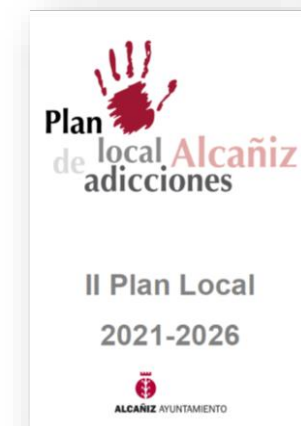 Plan
de local Alcañiz
adicciones
II Plan Local
2021-2026
ALCAÑIZ AYUNTAMIENTO